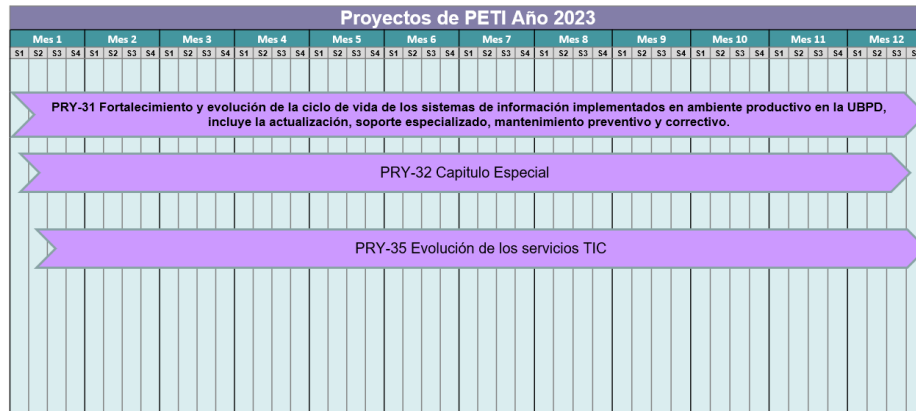 Proyectos de PETI Año 2023
Mes 1 Mes 2 Mes 3 Mes 4 Mes 5 Mes 6 Mes 7 Mes 8 Mes 9 Mes 10 Mes 11 Mes 12
S1 S2 S3 S4 S1 S2 S3 S4 S1 S2 S3 S4 S1 S2 S3 S4 S1 S2 S3 S4 S1 S2 S3 S4 S1 S2 S3 S4 S1 S2 S3 S4 S1 S2 S3 S4 S1 S2 S3 S4 S1 S2 S3 S4 S1 S2 S3
PRY-31 Fortalecimiento y evolución de la ciclo de vida de los sistemas de información implementados en ambiente productivo en la UBPD,
incluye la actualización, soporte especializado, mantenimiento preventivo y correctivo.
PRY-32 Capitulo Especial
PRY-35 Evolución de los servicios TIC